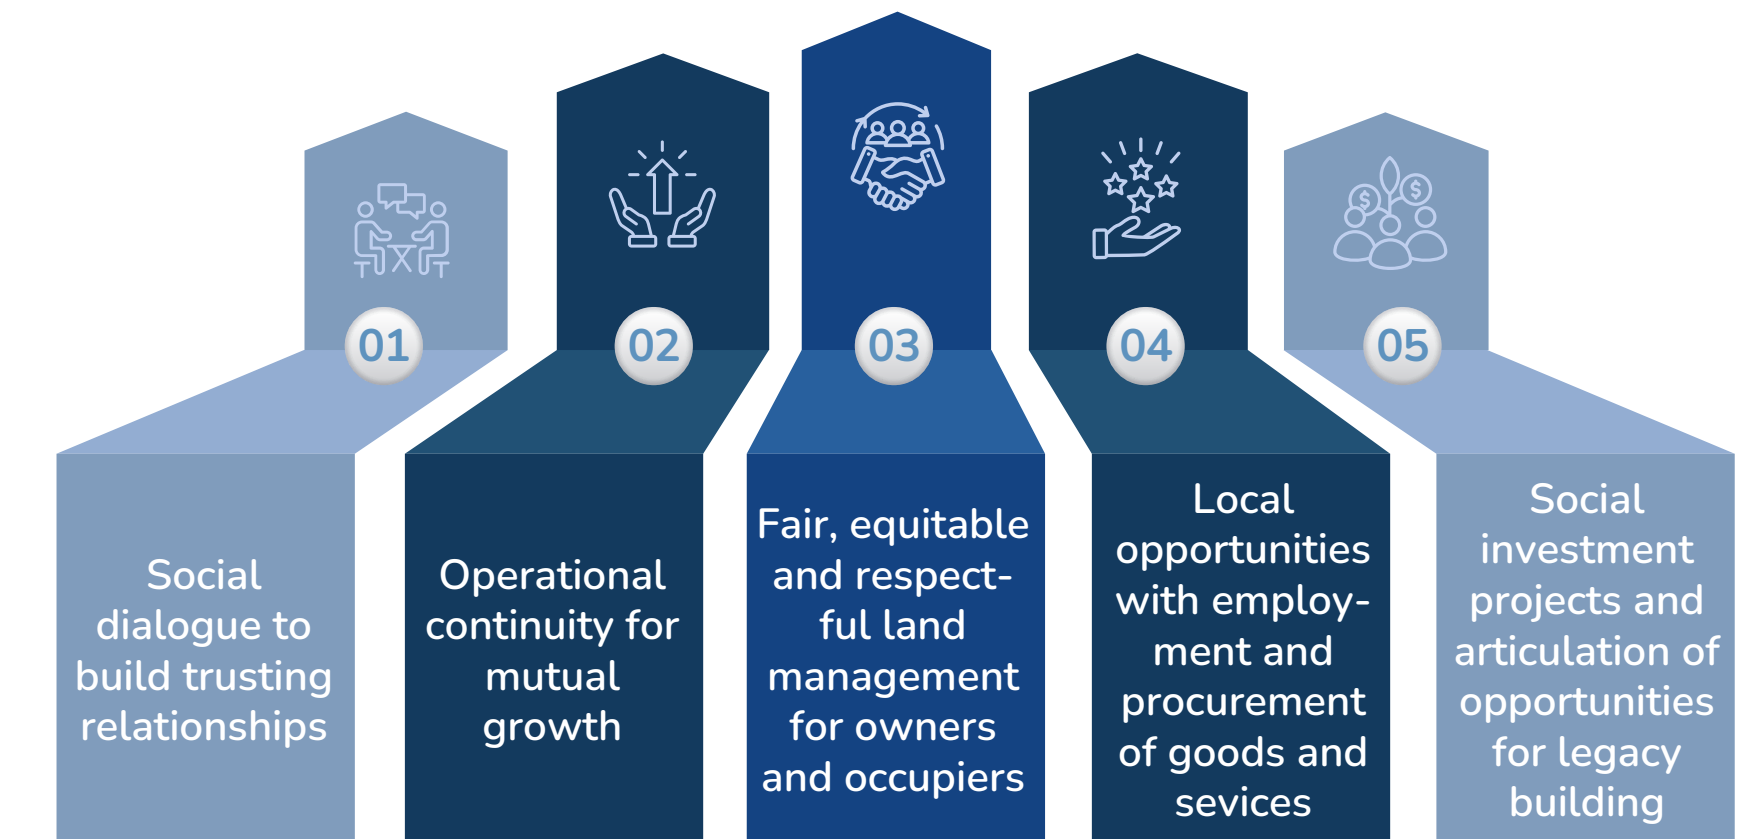 01
02
03
04
05
Social
dialogue to
build trusting
relationships
Operational
continuity for
mutual
growth
Fair, equitable
and respect-
ful land
management
for owners
and occupiers
Local
opportunities
with employ-
ment and
procurement
of goods and
sevices
Social
investment
projects and
articulation of
opportunities
for legacy
building